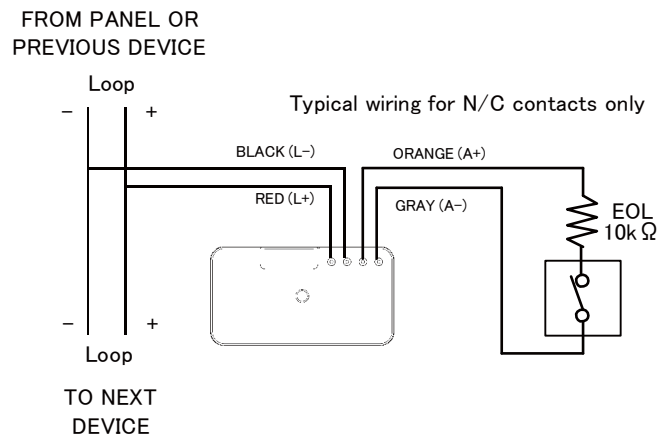 FROM PANEL OR
PREVIOUS DEVICE
Loop
− +
Typical wiring for N/C contacts only
BLACK (L-)
ORANGE (A+)
RED (L+)
GRAY (A-)
EOL
10k Ω
− +
Loop
TO NEXT
DEVICE